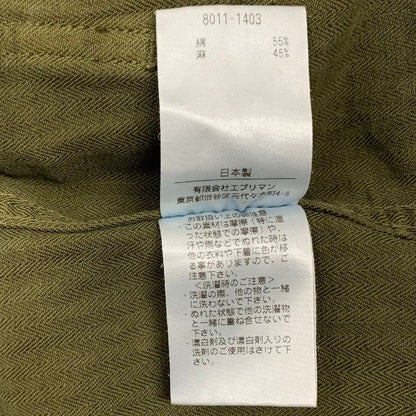 8011-1403
綿 55%
麻 45%
日本製
有限会社エブリマン
東京都渋谷区元代々木町4-6
お取扱い上の注意
・この素材は摩擦(特に湿
った状態での摩擦)や、
汗や雨などでぬれた時は
他の衣料や下着に色が移
る事がありますので、ご
注意下さい。
<洗濯時のご注意>
・洗濯の際、他の物と一緒
に洗わないで下さい。
・ぬれた状態で他の洗濯物
と一緒に重ね合せないで
下さい。
・漂白剤及び漂白剤入りの
洗剤のご使用はさけて下
さい。